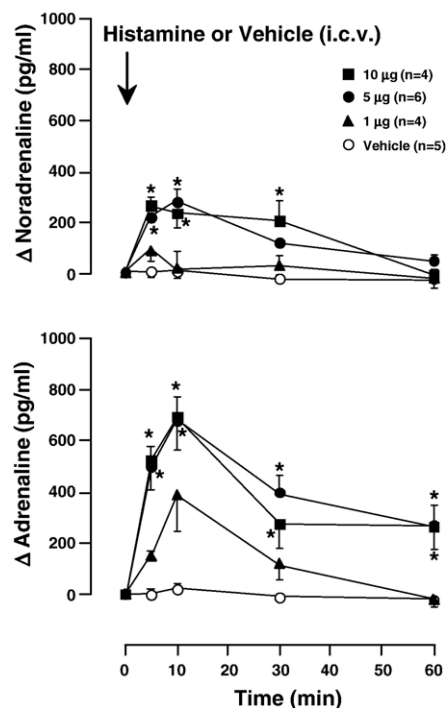 Histamine or Vehicle (i.c.v.)
1000
800
600
400
200
0
Δ Noradrenaline (pg/ml)
10 μg (n=4)
5 μg (n=6)
1 μg (n=4)
Vehicle (n=5)
* * *
* *
1000
800
600
400
200
0
Δ Adrenaline (pg/ml)
* * * *
* * * *
0 10 20 30 40 50 60
Time (min)